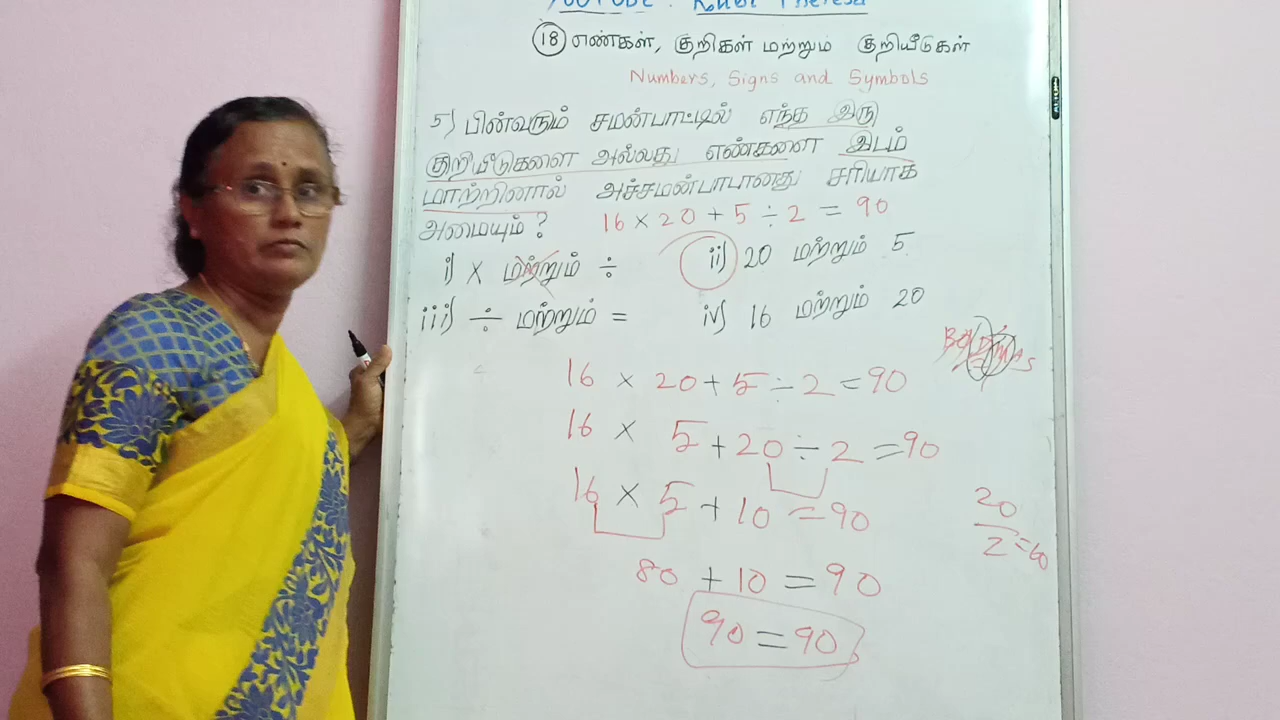 YOUTUBE : Rubi Theresa
18 எண்கள், குறிகள் மற்றும் குறியீடுகள்
Numbers, Signs and Symbols
5) பின்வரும் சமன்பாட்டில் எந்த இரு
குறியீடுகளை அல்லது எண்களை இடம்
மாற்றினால் அச்சமன்பாபானது சரியாக
அமையும் ? 16 × 20 + 5 ÷ 2 = 90
i) × மற்றும் ÷ ii) 20 மற்றும் 5
iii) ÷ மற்றும் = iv) 16 மற்றும் 20
16 × 20 + 5 ÷ 2 = 90
16 × 5 + 20 ÷ 2 = 90
16 × 5 + 10 = 90
80 + 10 = 90
90 = 90
20
2 = 10